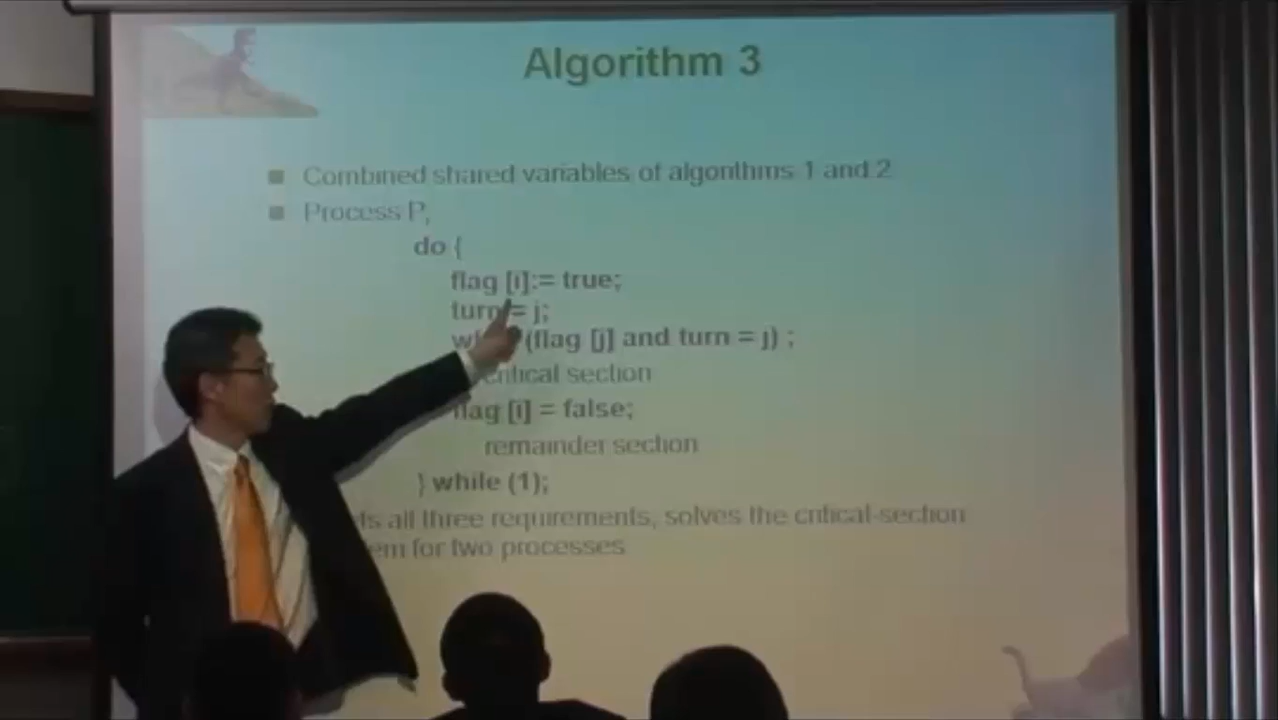 Algorithm 3
Combined shared variables of algorithms 1 and 2
Process Pi
do {
flag [i]:= true;
turn = j;
(flag [j] and turn = j) ;
critical section
flag [i] = false;
remainder section
} while (1);
all three requirements, solves the critical-section
for two processes